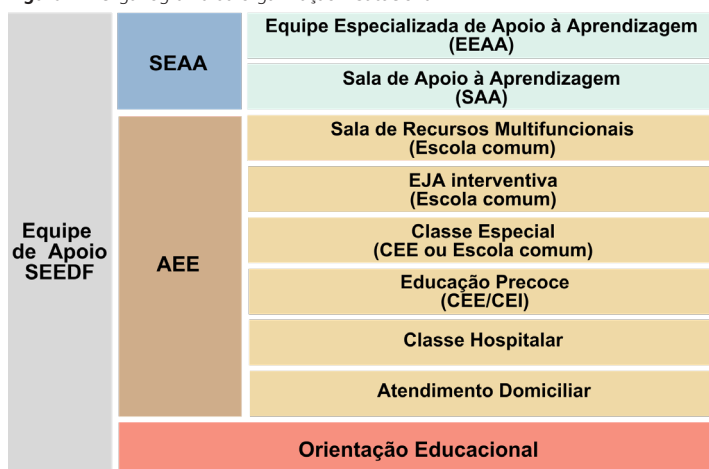 Equipe
de Apoio
SEEDF
SEAA
Equipe Especializada de Apoio à Aprendizagem
(EEAA)
Sala de Apoio à Aprendizagem
(SAA)
AEE
Sala de Recursos Multifuncionais
(Escola comum)
EJA interventiva
(Escola comum)
Classe Especial
(CEE ou Escola comum)
Educação Precoce
(CEE/CEI)
Classe Hospitalar
Atendimento Domiciliar
Orientação Educacional